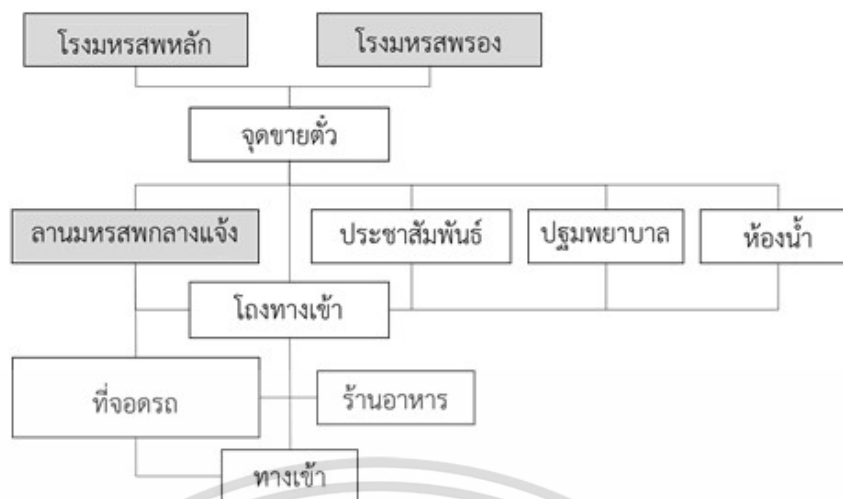 โรงมหรสพหลัก
โรงมหรสพรอง
จุดขายตั๋ว
ลานมหรสพกลางแจ้ง
ประชาสัมพันธ์
ปฐมพยาบาล
ห้องน้ำ
โถงทางเข้า
ที่จอดรถ
ร้านอาหาร
ทางเข้า